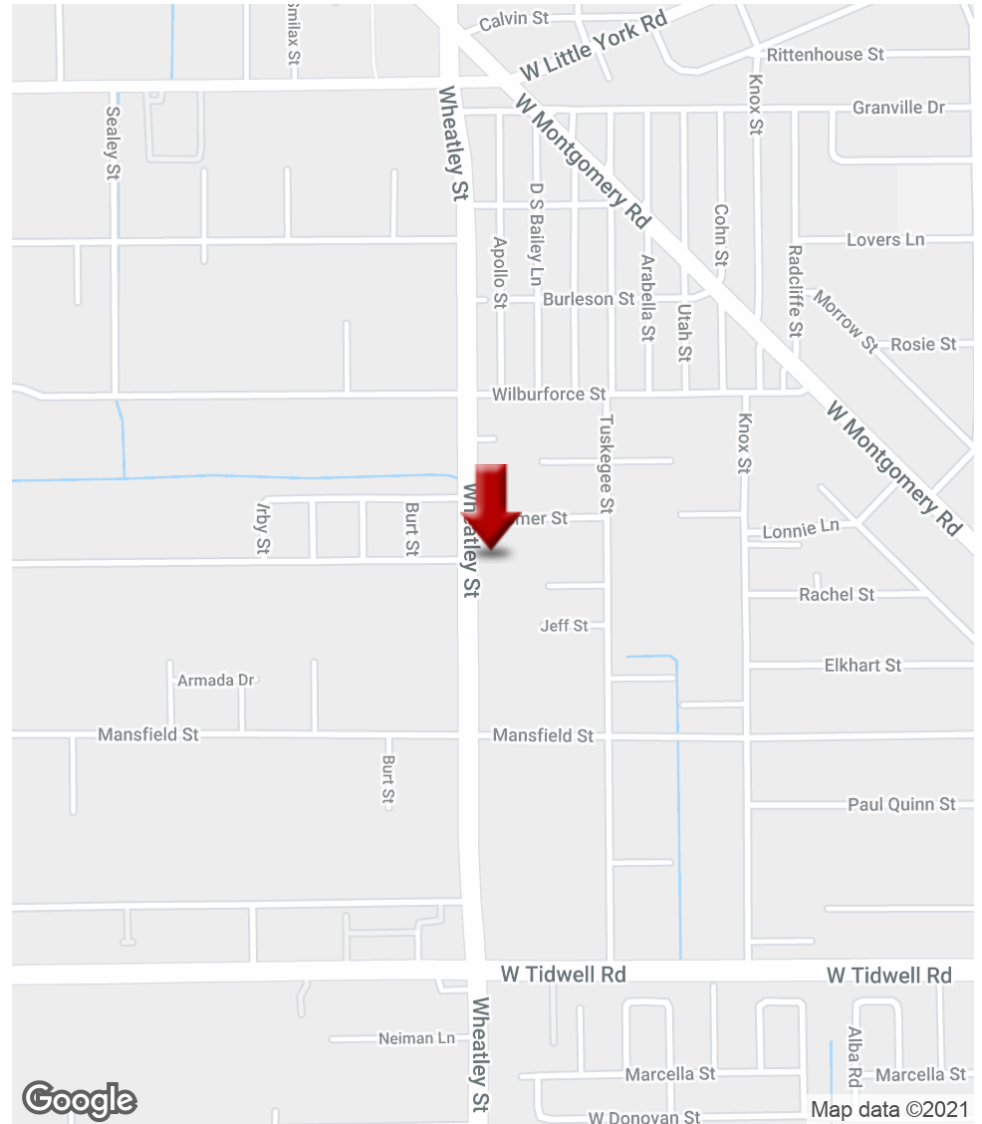 Calvin St
Smilax St
W Little York Rd
Rittenhouse St
Knox St
Granville Dr
Sealey St
Wheatley St
W Montgomery Rd
D S Bailey Ln
Cohn St
Apollo St
Lovers Ln
Arabella St
Radcliffe St
Burleson St
Utah St
Morrow St
Rosie St
Wilburforce St
Tuskegee St
Knox St
W Montgomery Rd
Burt St
Wheatley St
Lonnie Ln
Rachel St
Jeff St
Elkhart St
Armada Dr
Mansfield St
Mansfield St
Burt St
Paul Quinn St
W Tidwell Rd
W Tidwell Rd
Wheatley St
Neiman Ln
Alba Rd
Marcella St
Marcella St
Google
Map data ©2021
W Donovan St